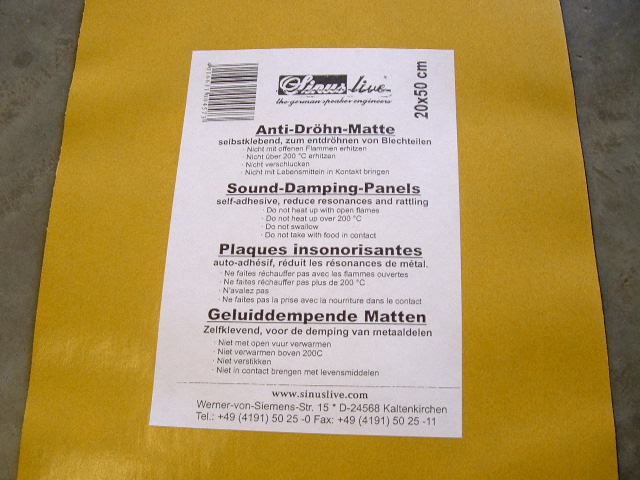 Sinus live
the german speaker engineers
20x50 cm
Anti-Dröhn-Matte
selbstklebend, zum entdröhnen von Blechteilen
· Nicht mit offenen Flammen erhitzen
· Nicht über 200 °C erhitzen
· Nicht verschlucken
· Nicht mit Labensmitteln in Kontakt bringen
Sound-Damping-Panels
self-adhesive, reduce resonances and rattling
· Do not heat up with open flames
· Do not heat up over 200 °C
· Do not swallow
· Do not take with food in contact
Plaques insonorisantes
auto-adhésif, réduit les résonances de métal.
· Ne faites réchauffer pas avec les flammes ouvertes
· Ne faites réchauffer pas plus de 200 °C
· N'avalez pas
· Ne faites pas la prise avec la nourriture dans le contact
Geluiddempende Matten
Zelfklevend, voor de demping van metaaldelen
· Niet met open vuur verwarmen
· Niet verwarmen boven 200C
· Niet verstikken
· Niet in contact brengen met levensmiddelen
www.sinuslive.com
Werner-von-Siemens-Str. 15 * D-24568 Kaltenkirchen
Tel.: +49 (4191) 50 25 -0 Fax: +49 (4191) 50 25 -11